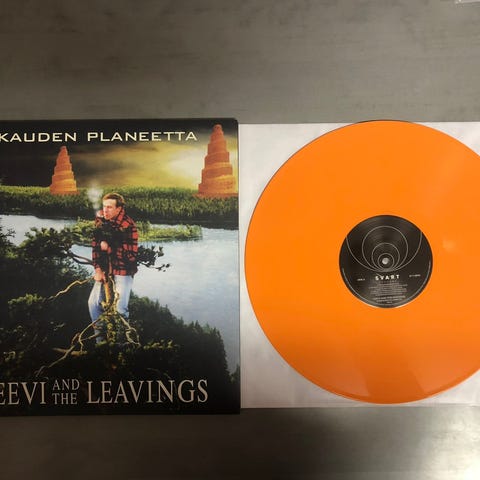 KAUDEN PLANEETTA
EEVI AND THE LEAVINGS
SVART